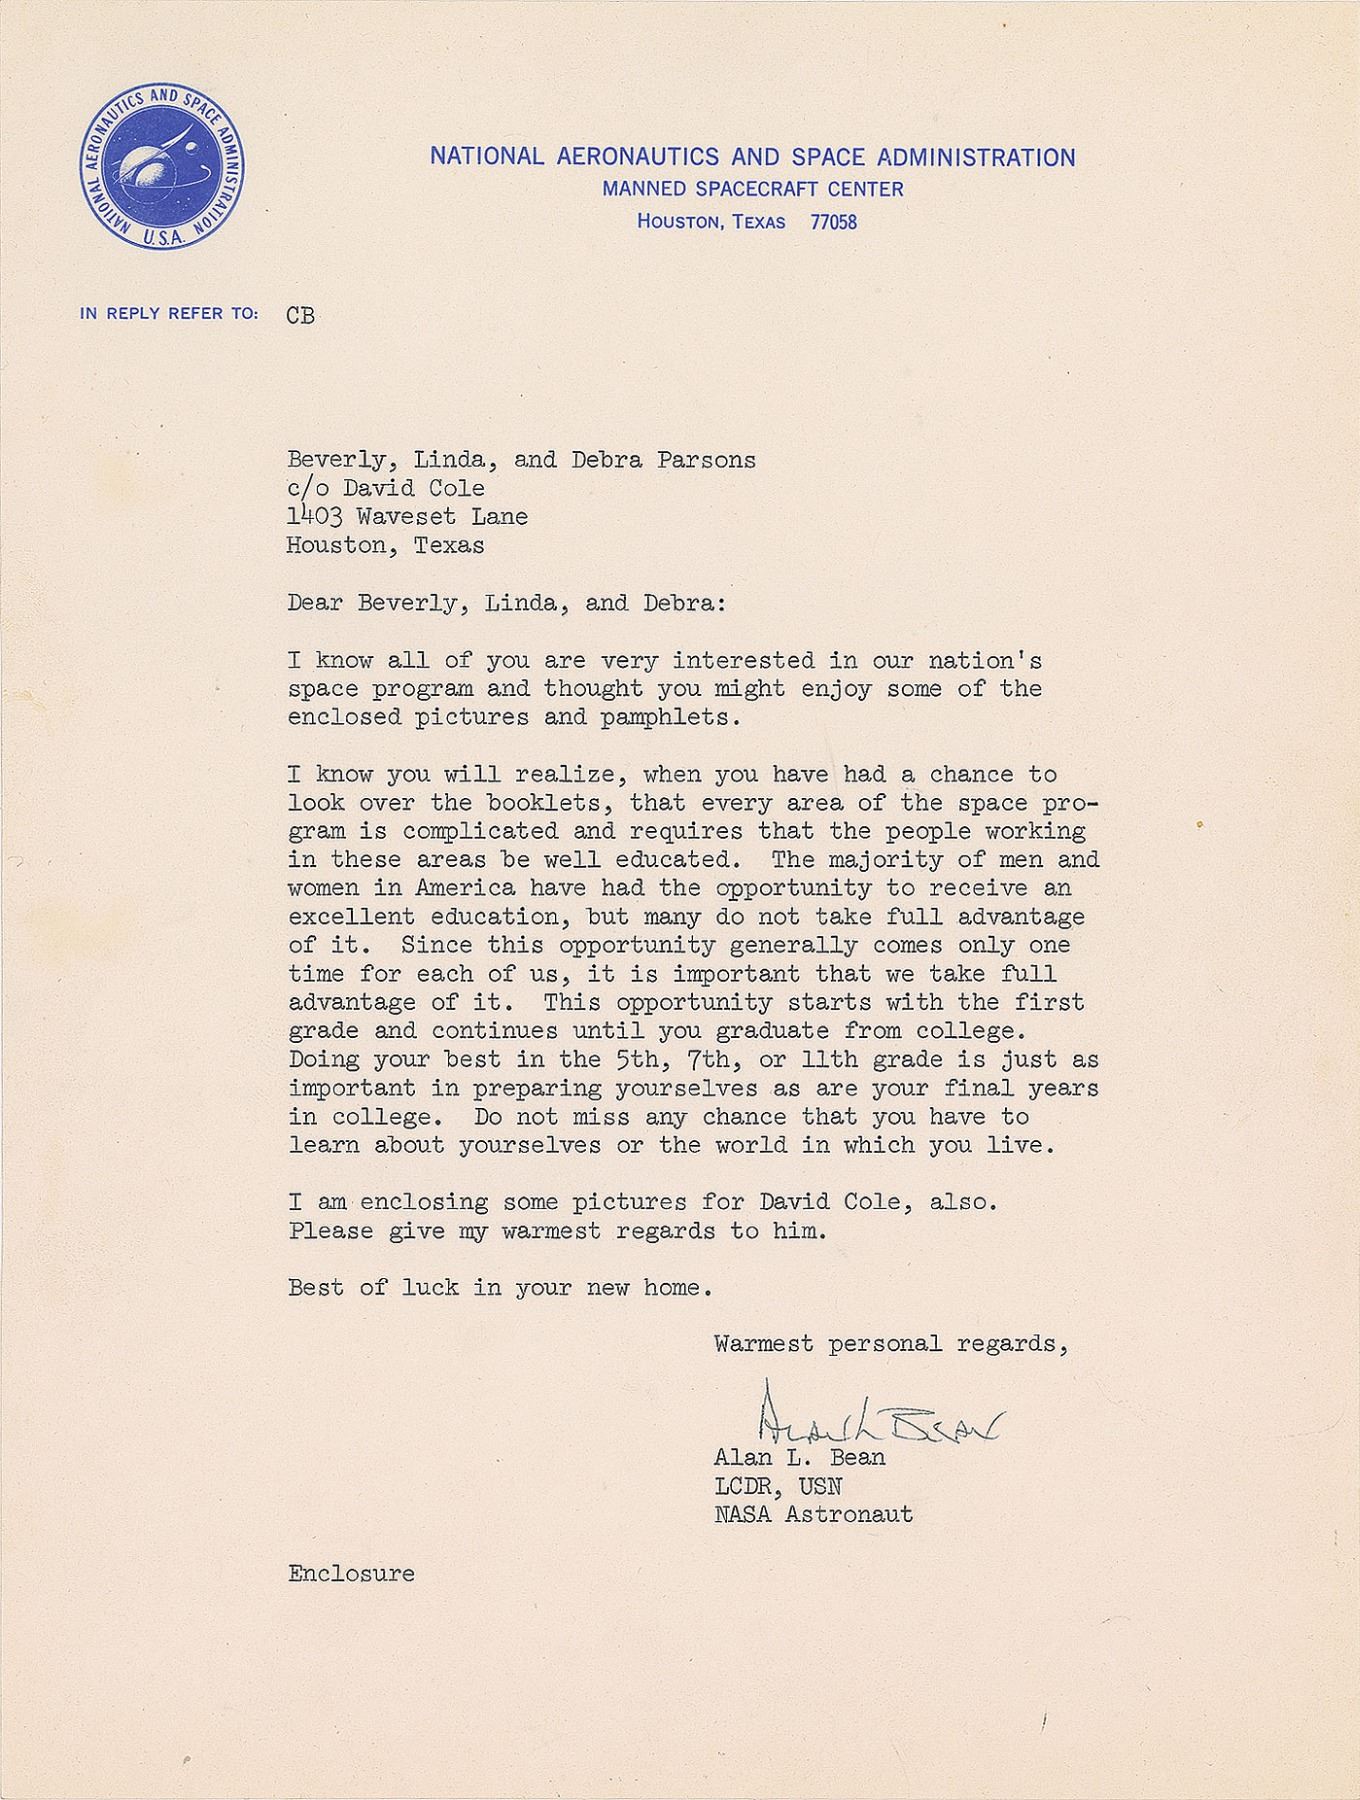 NATIONAL AERONAUTICS AND SPACE ADMINISTRATION
U.S.A.
NATIONAL AERONAUTICS AND SPACE ADMINISTRATION
MANNED SPACECRAFT CENTER
HOUSTON, TEXAS 77058
IN REPLY REFER TO: CB
Beverly, Linda, and Debra Parsons
c/o David Cole
1403 Waveset Lane
Houston, Texas
Dear Beverly, Linda, and Debra:
I know all of you are very interested in our nation's
space program and thought you might enjoy some of the
enclosed pictures and pamphlets.
I know you will realize, when you have had a chance to
look over the booklets, that every area of the space pro-
gram is complicated and requires that the people working
in these areas be well educated. The majority of men and
women in America have had the opportunity to receive an
excellent education, but many do not take full advantage
of it. Since this opportunity generally comes only one
time for each of us, it is important that we take full
advantage of it. This opportunity starts with the first
grade and continues until you graduate from college.
Doing your best in the 5th, 7th, or 11th grade is just as
important in preparing yourselves as are your final years
in college. Do not miss any chance that you have to
learn about yourselves or the world in which you live.
I am enclosing some pictures for David Cole, also.
Please give my warmest regards to him.
Best of luck in your new home.
Warmest personal regards,
Alan L Bean
Alan L. Bean
LCDR, USN
NASA Astronaut
Enclosure